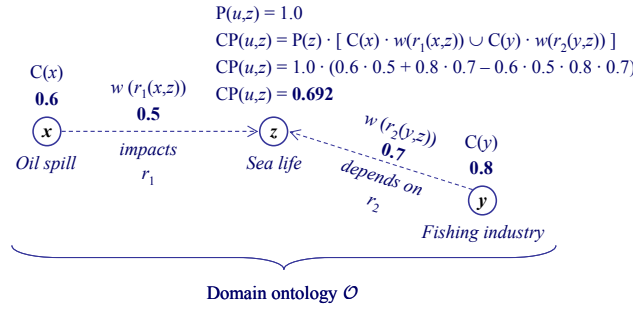 P(u,z) = 1.0
CP(u,z) = P(z) · [ C(x) · w(r₁(x,z)) ∪ C(y) · w(r₂(y,z)) ]
CP(u,z) = 1.0 · (0.6 · 0.5 + 0.8 · 0.7 – 0.6 · 0.5 · 0.8 · 0.7)
CP(u,z) = 0.692
C(x)
0.6
w (r₁(x,z))
0.5
x
Oil spill
impacts
r₁
z
Sea life
w (r₂(y,z))
0.7
depends on
r₂
C(y)
0.8
y
Fishing industry
Domain ontology 𝒪